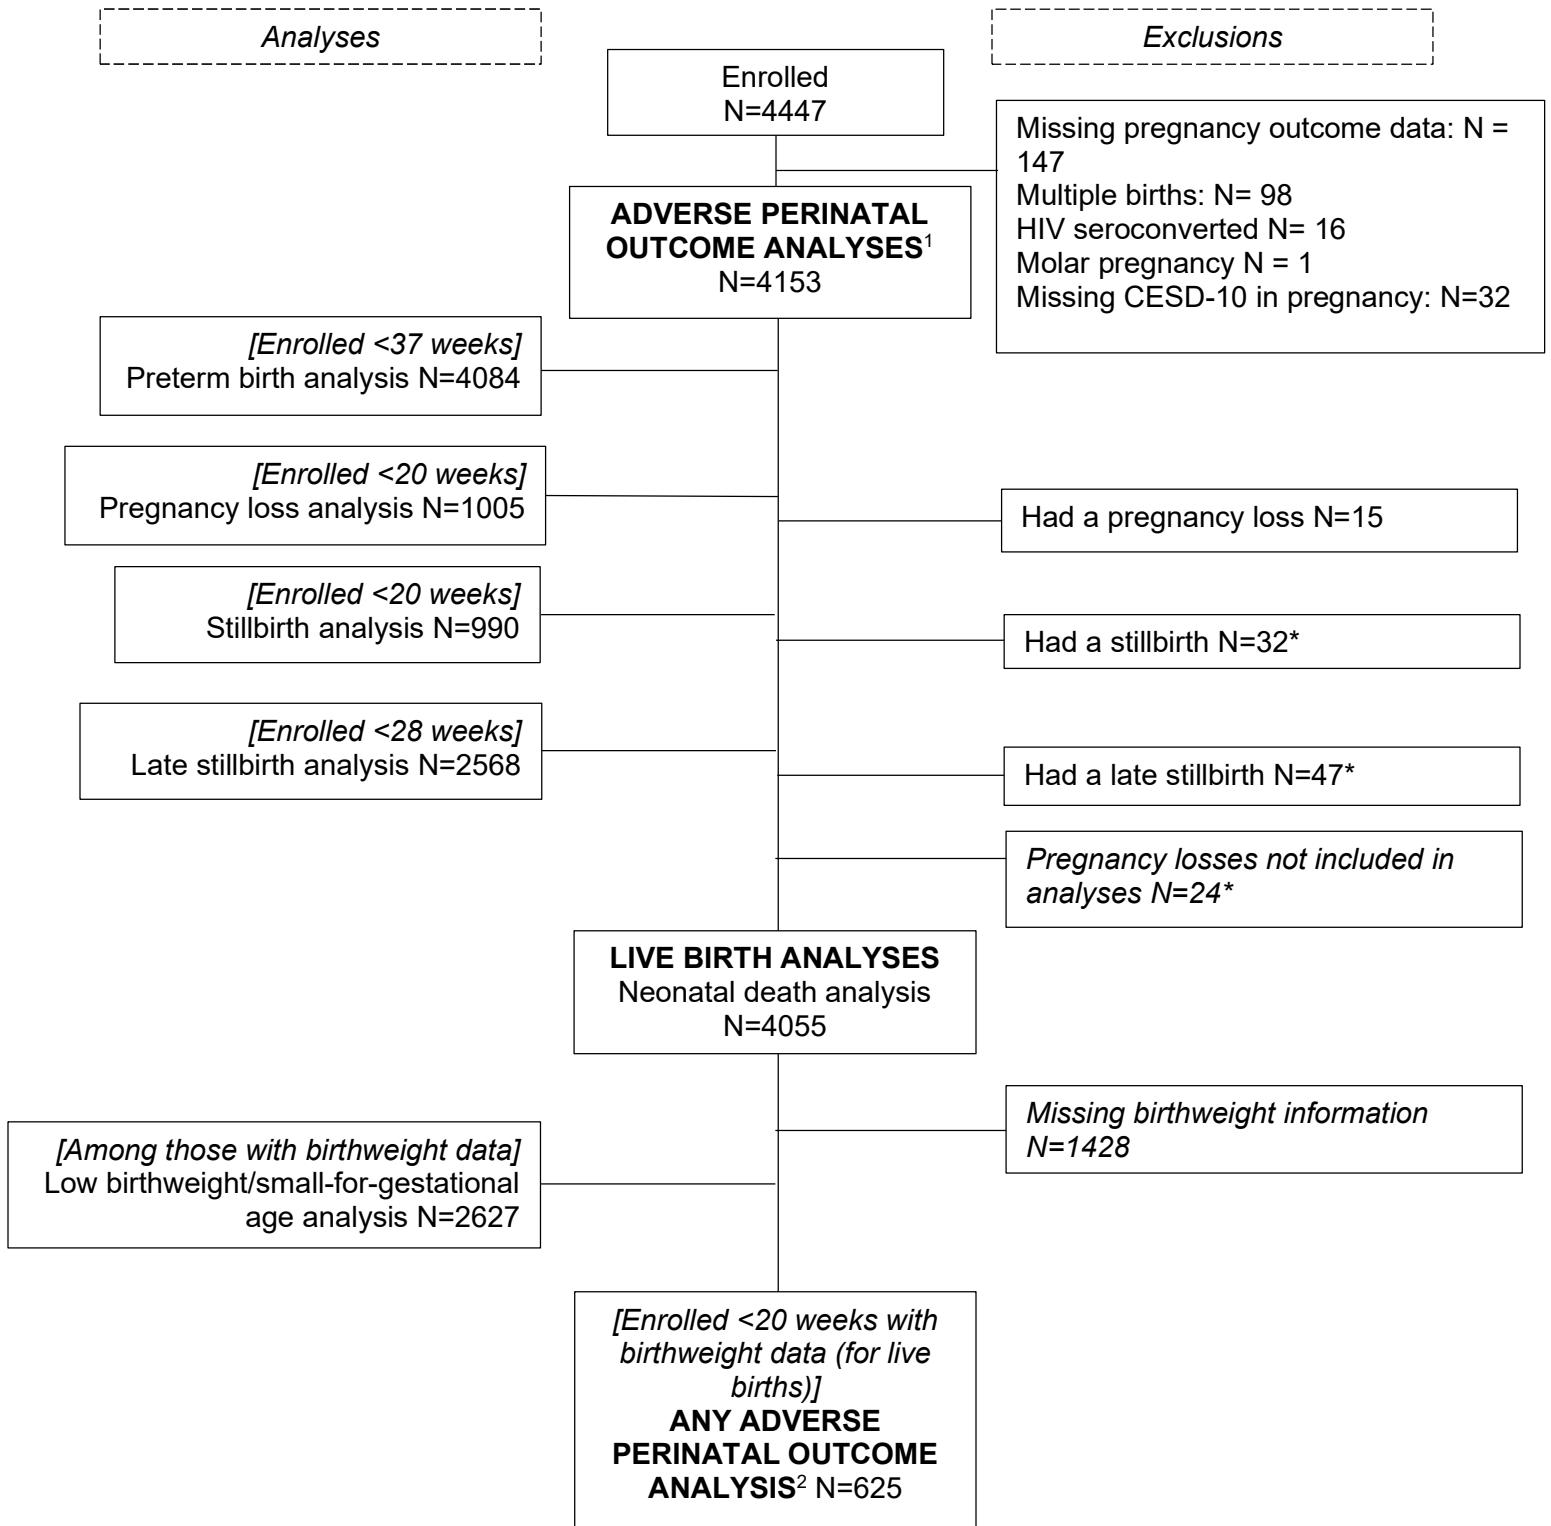 Analyses
Exclusions
Enrolled
N=4447
Missing pregnancy outcome data: N =
147
Multiple births: N= 98
HIV seroconverted N= 16
Molar pregnancy N = 1
Missing CESD-10 in pregnancy: N=32
ADVERSE PERINATAL
OUTCOME ANALYSES¹
N=4153
[Enrolled <37 weeks]
Preterm birth analysis N=4084
[Enrolled <20 weeks]
Pregnancy loss analysis N=1005
Had a pregnancy loss N=15
[Enrolled <20 weeks]
Stillbirth analysis N=990
Had a stillbirth N=32*
[Enrolled <28 weeks]
Late stillbirth analysis N=2568
Had a late stillbirth N=47*
Pregnancy losses not included in
analyses N=24*
LIVE BIRTH ANALYSES
Neonatal death analysis
N=4055
Missing birthweight information
N=1428
[Among those with birthweight data]
Low birthweight/small-for-gestational
age analysis N=2627
[Enrolled <20 weeks with
birthweight data (for live
births)]
ANY ADVERSE
PERINATAL OUTCOME
ANALYSIS² N=625